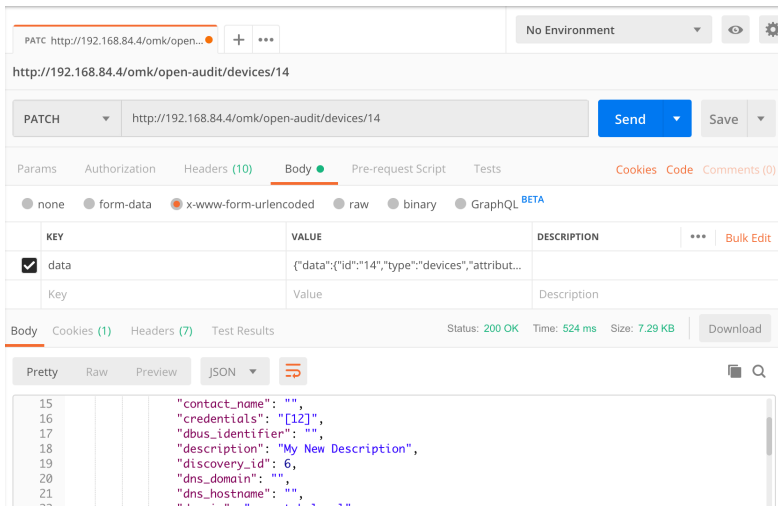 PATC http://192.168.84.4/omk/open... + ••• No Environment
http://192.168.84.4/omk/open-audit/devices/14
PATCH http://192.168.84.4/omk/open-audit/devices/14 Send Save
Params Authorization Headers (10) Body Pre-request Script Tests Cookies Code Comments (0)
none form-data x-www-form-urlencoded raw binary GraphQL BETA
KEY VALUE DESCRIPTION ••• Bulk Edit
data {"data":{"id":"14","type":"devices","attribut...
Key Value Description
Body Cookies (1) Headers (7) Test Results Status: 200 OK Time: 524 ms Size: 7.29 KB Download
Pretty Raw Preview JSON
15 "contact_name": "",
16 "credentials": "[12]",
17 "dbus_identifier": "",
18 "description": "My New Description",
19 "discovery_id": 6,
20 "dns_domain": "",
21 "dns_hostname": "",